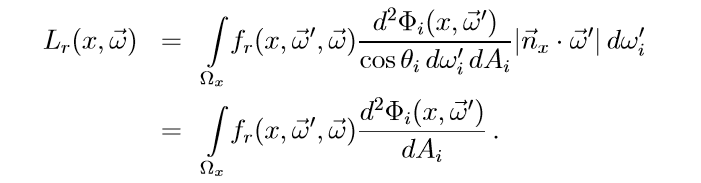 L_r(x, \vec{\omega}) = \int_{\Omega_x} f_r(x, \vec{\omega}', \vec{\omega}) \frac{d^2\Phi_i(x, \vec{\omega}')}{\cos\theta_i \, d\omega_i' \, dA_i} |\vec{n}_x \cdot \vec{\omega}'| \, d\omega_i'
= \int_{\Omega_x} f_r(x, \vec{\omega}', \vec{\omega}) \frac{d^2\Phi_i(x, \vec{\omega}')}{dA_i} .